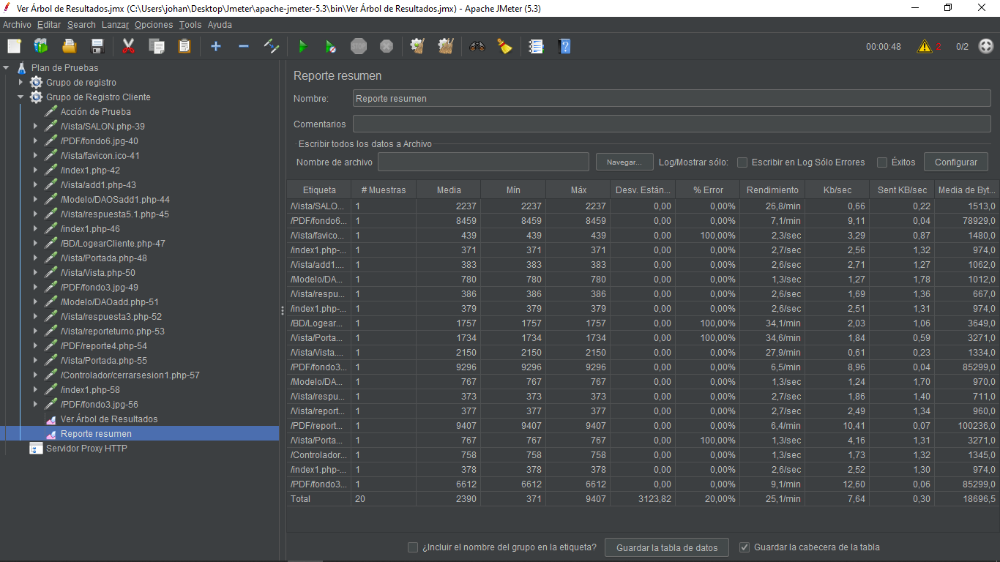 Ver Árbol de Resultados.jmx (C:\Users\johan\Desktop\Jmeter\apache-jmeter-5.3\bin\Ver Árbol de Resultados.jmx) - Apache JMeter (5.3)
Archivo Editar Search Lanzar Opciones Tools Ayuda
STOP 00:00:48 2 0/2
Plan de Pruebas
Grupo de registro
Grupo de Registro Cliente
Acción de Prueba
/Vista/SALON.php-39
/PDF/fondo6.jpg-40
/Vista/favicon.ico-41
/index1.php-42
/Vista/add1.php-43
/Modelo/DAOSadd1.php-44
/Vista/respuesta5.1.php-45
/index1.php-46
/BD/LogearCliente.php-47
/Vista/Portada.php-48
/Vista/Vista.php-50
/PDF/fondo3.jpg-49
/Modelo/DAOadd.php-51
/Vista/respuesta3.php-52
/Vista/reporteturno.php-53
/PDF/reporte4.php-54
/Vista/Portada.php-55
/Controlador/cerrarsesion1.php-57
/index1.php-58
/PDF/fondo3.jpg-56
Ver Árbol de Resultados
Reporte resumen
Servidor Proxy HTTP
Reporte resumen
Nombre: Reporte resumen
Comentarios
Escribir todos los datos a Archivo
Nombre de archivo Navegar... Log/Mostrar sólo: Escribir en Log Sólo Errores Éxitos Configurar
Etiqueta # Muestras Media Mín Máx Desv. Están... % Error Rendimiento Kb/sec Sent KB/sec Media de Byt...
/Vista/SALO... 1 2237 2237 2237 0,00 0,00% 26,8/min 0,66 0,22 1513,0
/PDF/fondo6... 1 8459 8459 8459 0,00 0,00% 7,1/min 9,11 0,04 78929,0
/Vista/favico... 1 439 439 439 0,00 100,00% 2,3/sec 3,29 0,87 1480,0
/index1.php-... 1 371 371 371 0,00 0,00% 2,7/sec 2,56 1,32 974,0
/Vista/add1.... 1 383 383 383 0,00 0,00% 2,6/sec 2,71 1,27 1062,0
/Modelo/DA... 1 780 780 780 0,00 0,00% 1,3/sec 1,27 1,78 1012,0
/Vista/respu... 1 386 386 386 0,00 0,00% 2,6/sec 1,69 1,36 667,0
/index1.php-... 1 379 379 379 0,00 0,00% 2,6/sec 2,51 1,31 974,0
/BD/Logear... 1 1757 1757 1757 0,00 100,00% 34,1/min 2,03 1,06 3649,0
/Vista/Porta... 1 1734 1734 1734 0,00 100,00% 34,6/min 1,84 0,59 3271,0
/Vista/Vista.... 1 2150 2150 2150 0,00 0,00% 27,9/min 0,61 0,23 1334,0
/PDF/fondo3... 1 9296 9296 9296 0,00 0,00% 6,5/min 8,96 0,04 85299,0
/Modelo/DA... 1 767 767 767 0,00 0,00% 1,3/sec 1,24 1,70 970,0
/Vista/respu... 1 373 373 373 0,00 0,00% 2,7/sec 1,86 1,40 711,0
/Vista/report... 1 377 377 377 0,00 0,00% 2,7/sec 2,49 1,34 960,0
/PDF/report... 1 9407 9407 9407 0,00 0,00% 6,4/min 10,41 0,07 100236,0
/Vista/Porta... 1 767 767 767 0,00 100,00% 1,3/sec 4,16 1,31 3271,0
/Controlador... 1 758 758 758 0,00 0,00% 1,3/sec 1,73 1,32 1345,0
/index1.php-... 1 378 378 378 0,00 0,00% 2,6/sec 2,52 1,30 974,0
/PDF/fondo3... 1 6612 6612 6612 0,00 0,00% 9,1/min 12,60 0,06 85299,0
Total 20 2390 371 9407 3123,82 20,00% 25,1/min 7,64 0,30 18696,5
¿Incluir el nombre del grupo en la etiqueta? Guardar la tabla de datos Guardar la cabecera de la tabla